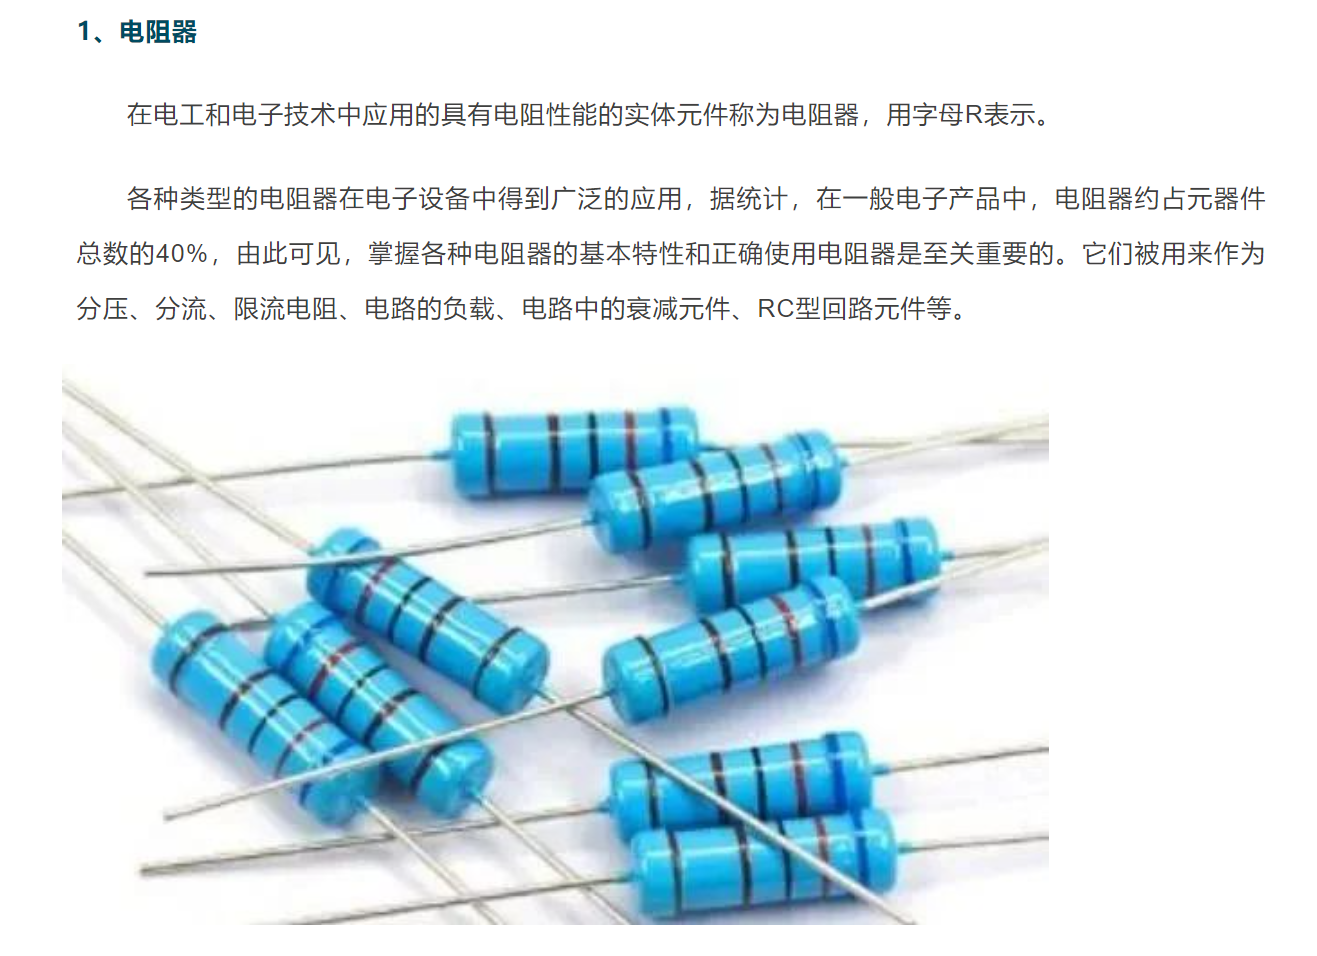 1、电阻器
在电工和电子技术中应用的具有电阻性能的实体元件称为电阻器，用字母R表示。
各种类型的电阻器在电子设备中得到广泛的应用，据统计，在一般电子产品中，电阻器约占元器件
总数的40%，由此可见，掌握各种电阻器的基本特性和正确使用电阻器是至关重要的。它们被用来作为
分压、分流、限流电阻、电路的负载、电路中的衰减元件、RC型回路元件等。